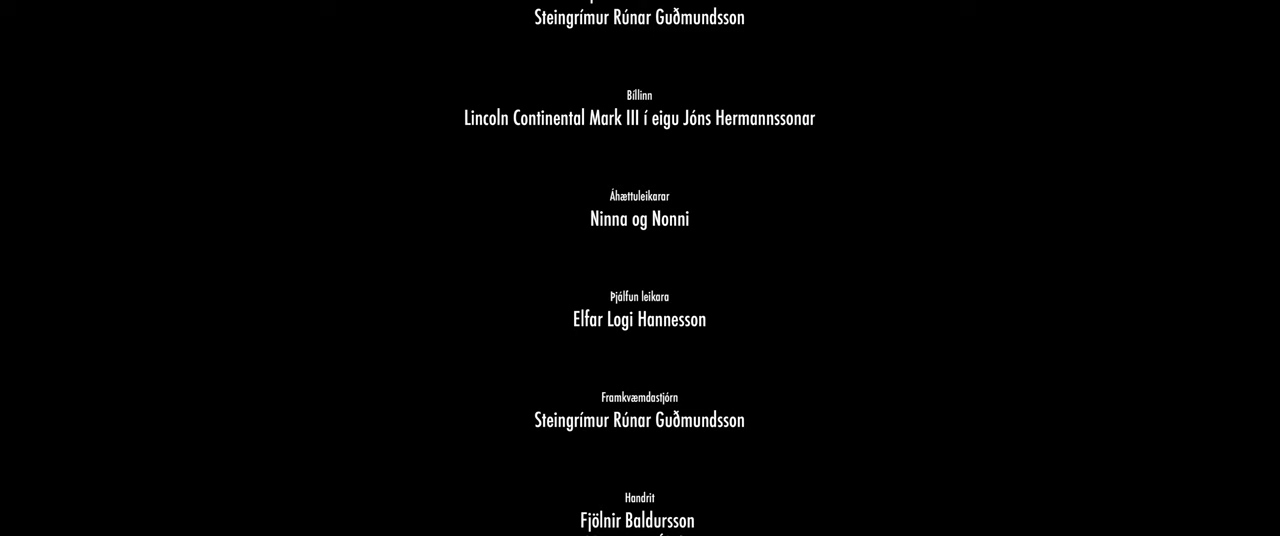 Steingrímur Rúnar Guðmundsson
Bíllinn
Lincoln Continental Mark III í eigu Jóns Hermannssonar
Áhættuleikarar
Ninna og Nonni
Þjálfun leikara
Elfar Logi Hannesson
Framkvæmdastjórn
Steingrímur Rúnar Guðmundsson
Handrit
Fjölnir Baldursson